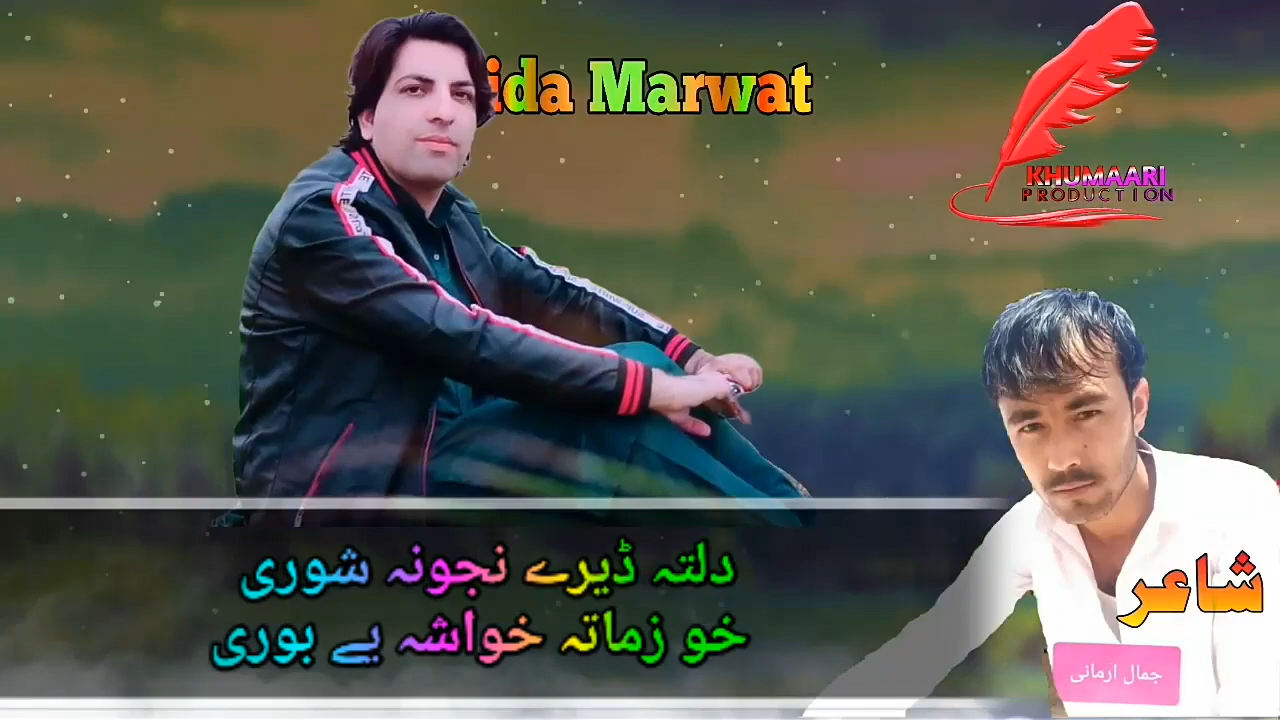 ida Marwat
KHUMAARI
PRODUCTION
دلته ډیرے نجونه شوری
خو زماته خواشه یے بوری
شاعر
جمال ارمانی